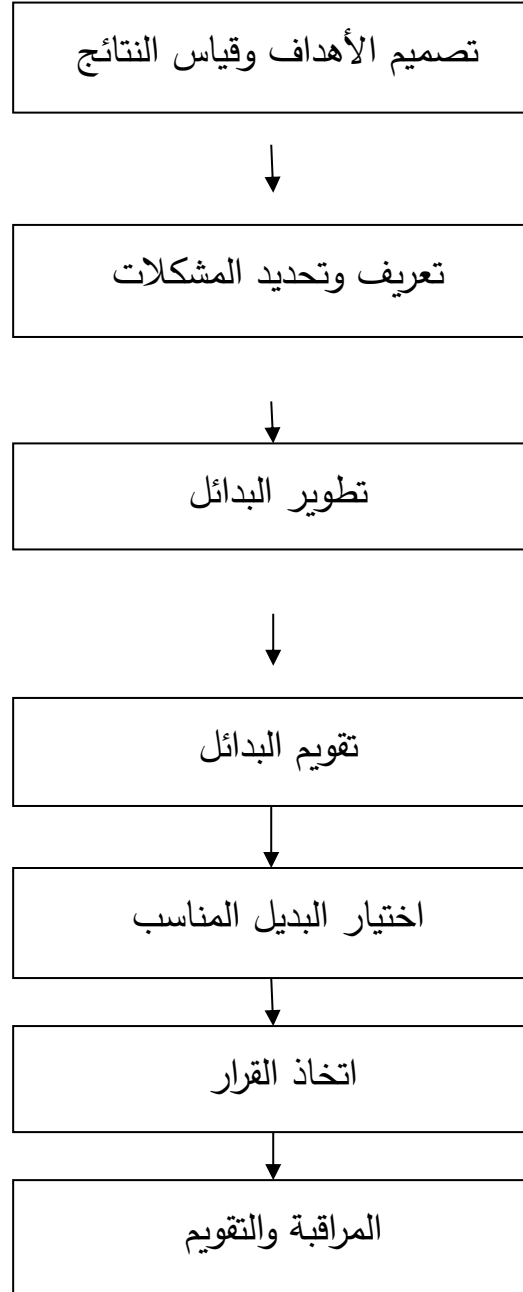 تصميم الأهداف وقياس النتائج
تعريف وتحديد المشكلات
تطوير البدائل
تقويم البدائل
اختيار البديل المناسب
اتخاذ القرار
المراقبة والتقويم